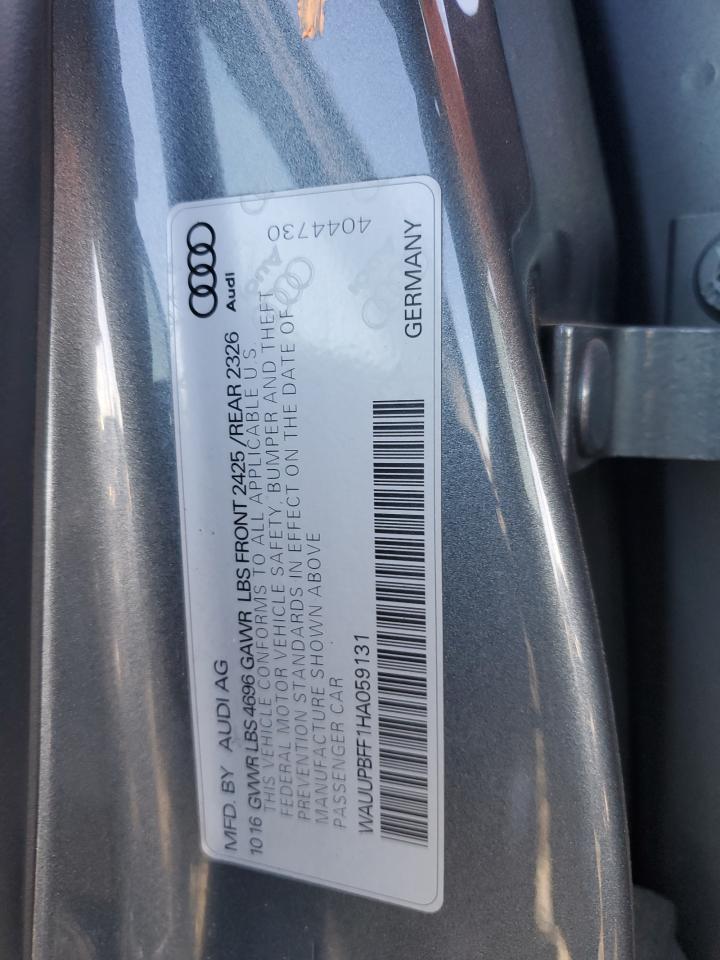 MFD. BY AUDI AG
10 16 GVWR LBS 4696 GAWR LBS FRONT 2425 /REAR 2326
THIS VEHICLE CONFORMS TO ALL APPLICABLE U.S.
FEDERAL MOTOR VEHICLE SAFETY, BUMPER AND THEFT
PREVENTION STANDARDS IN EFFECT ON THE DATE OF
MANUFACTURE SHOWN ABOVE
PASSENGER CAR
WAUUPBFF1HA059131
Audi
4044730
GERMANY